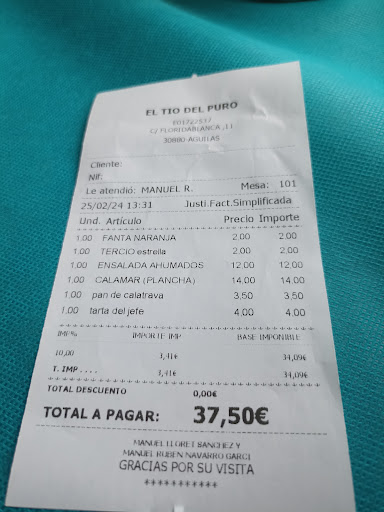 EL TIO DEL PURO
E01722537
C/ FLORIDABLANCA ,11
30880 AGUILAS
Cliente:
Nif:
Le atendió: MANUEL R. Mesa: 101
25/02/24 13:31 Justi.Fact.Simplificada
Und. Artículo Precio Importe
1,00 FANTA NARANJA 2,00 2,00
1,00 TERCIO estrella 2,00 2,00
1,00 ENSALADA AHUMADOS 12,00 12,00
1,00 CALAMAR (PLANCHA) 14,00 14,00
1,00 pan de calatrava 3,50 3,50
1,00 tarta del jefe 4,00 4,00
IMP% IMPORTE IMP BASE IMPONIBLE
10,00 3,41€ 34,09€
T. IMP . . . . 3,41€ 34,09€
TOTAL DESCUENTO 0,00€
TOTAL A PAGAR: 37,50€
MANUEL LLORET SANCHEZ Y
MANUEL RUBEN NAVARRO GARCI
GRACIAS POR SU VISITA
***********